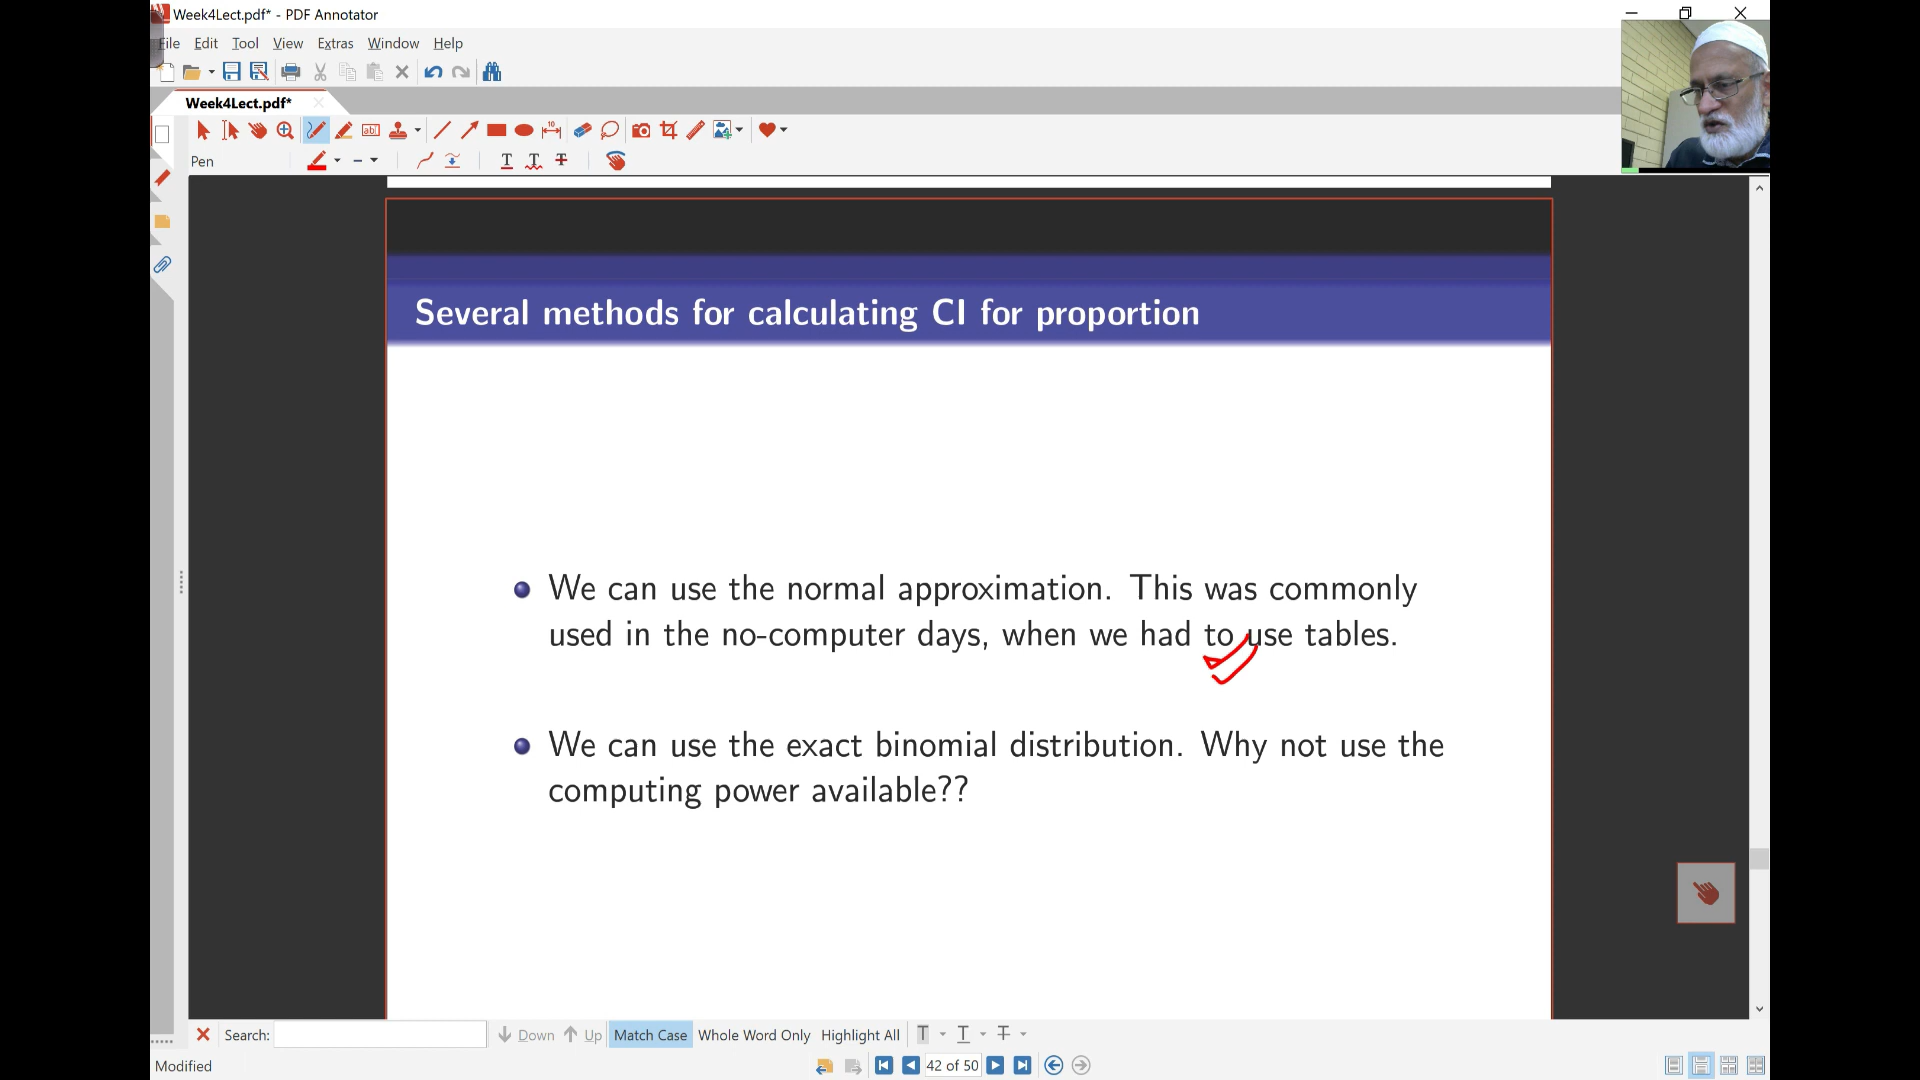 Week4Lect.pdf* - PDF Annotator
File Edit Tool View Extras Window Help
Week4Lect.pdf*
Pen
Several methods for calculating CI for proportion
We can use the normal approximation. This was commonly
used in the no-computer days, when we had to use tables.
We can use the exact binomial distribution. Why not use the
computing power available??
Search: Down Up Match Case Whole Word Only Highlight All
Modified
42 of 50